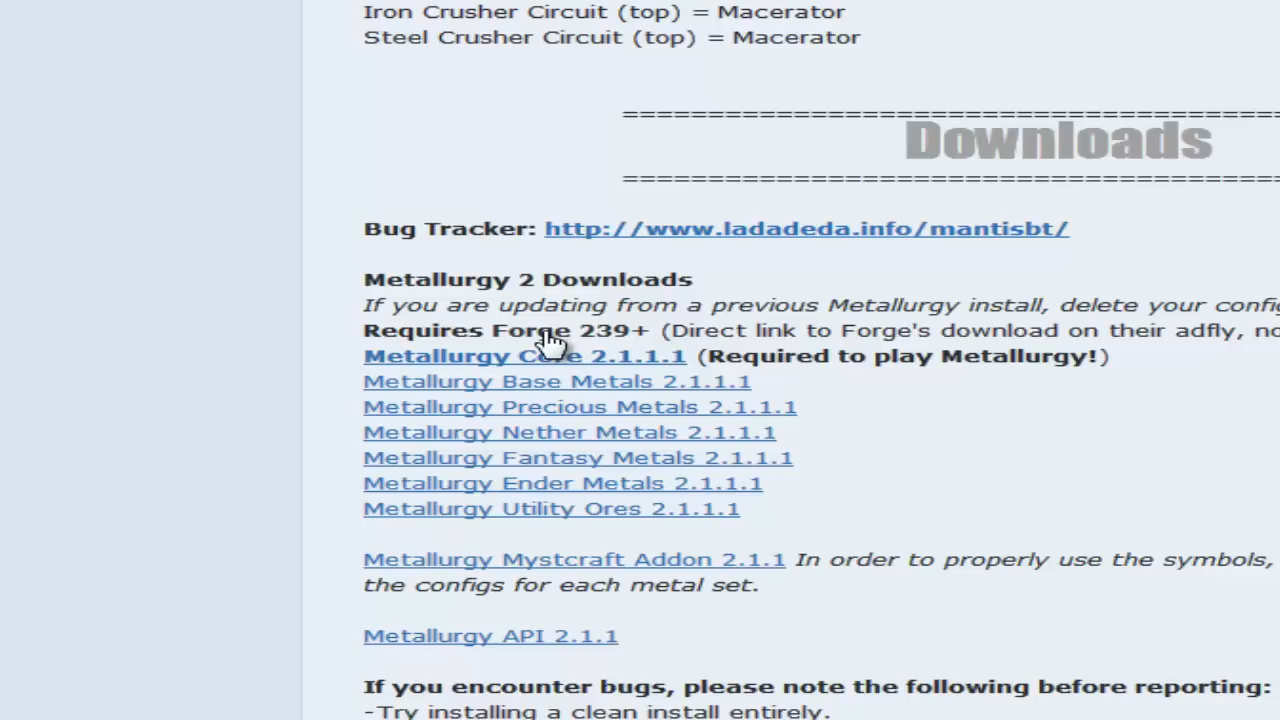 Iron Crusher Circuit (top) = Macerator
Steel Crusher Circuit (top) = Macerator
================================================
Downloads
================================================
Bug Tracker: http://www.ladadeda.info/mantisbt/
Metallurgy 2 Downloads
If you are updating from a previous Metallurgy install, delete your config
Requires Forge 239+ (Direct link to Forge's download on their adfly, no
Metallurgy Core 2.1.1.1 (Required to play Metallurgy!)
Metallurgy Base Metals 2.1.1.1
Metallurgy Precious Metals 2.1.1.1
Metallurgy Nether Metals 2.1.1.1
Metallurgy Fantasy Metals 2.1.1.1
Metallurgy Ender Metals 2.1.1.1
Metallurgy Utility Ores 2.1.1.1
Metallurgy Mystcraft Addon 2.1.1 In order to properly use the symbols,
the configs for each metal set.
Metallurgy API 2.1.1
If you encounter bugs, please note the following before reporting:
-Try installing a clean install entirely.